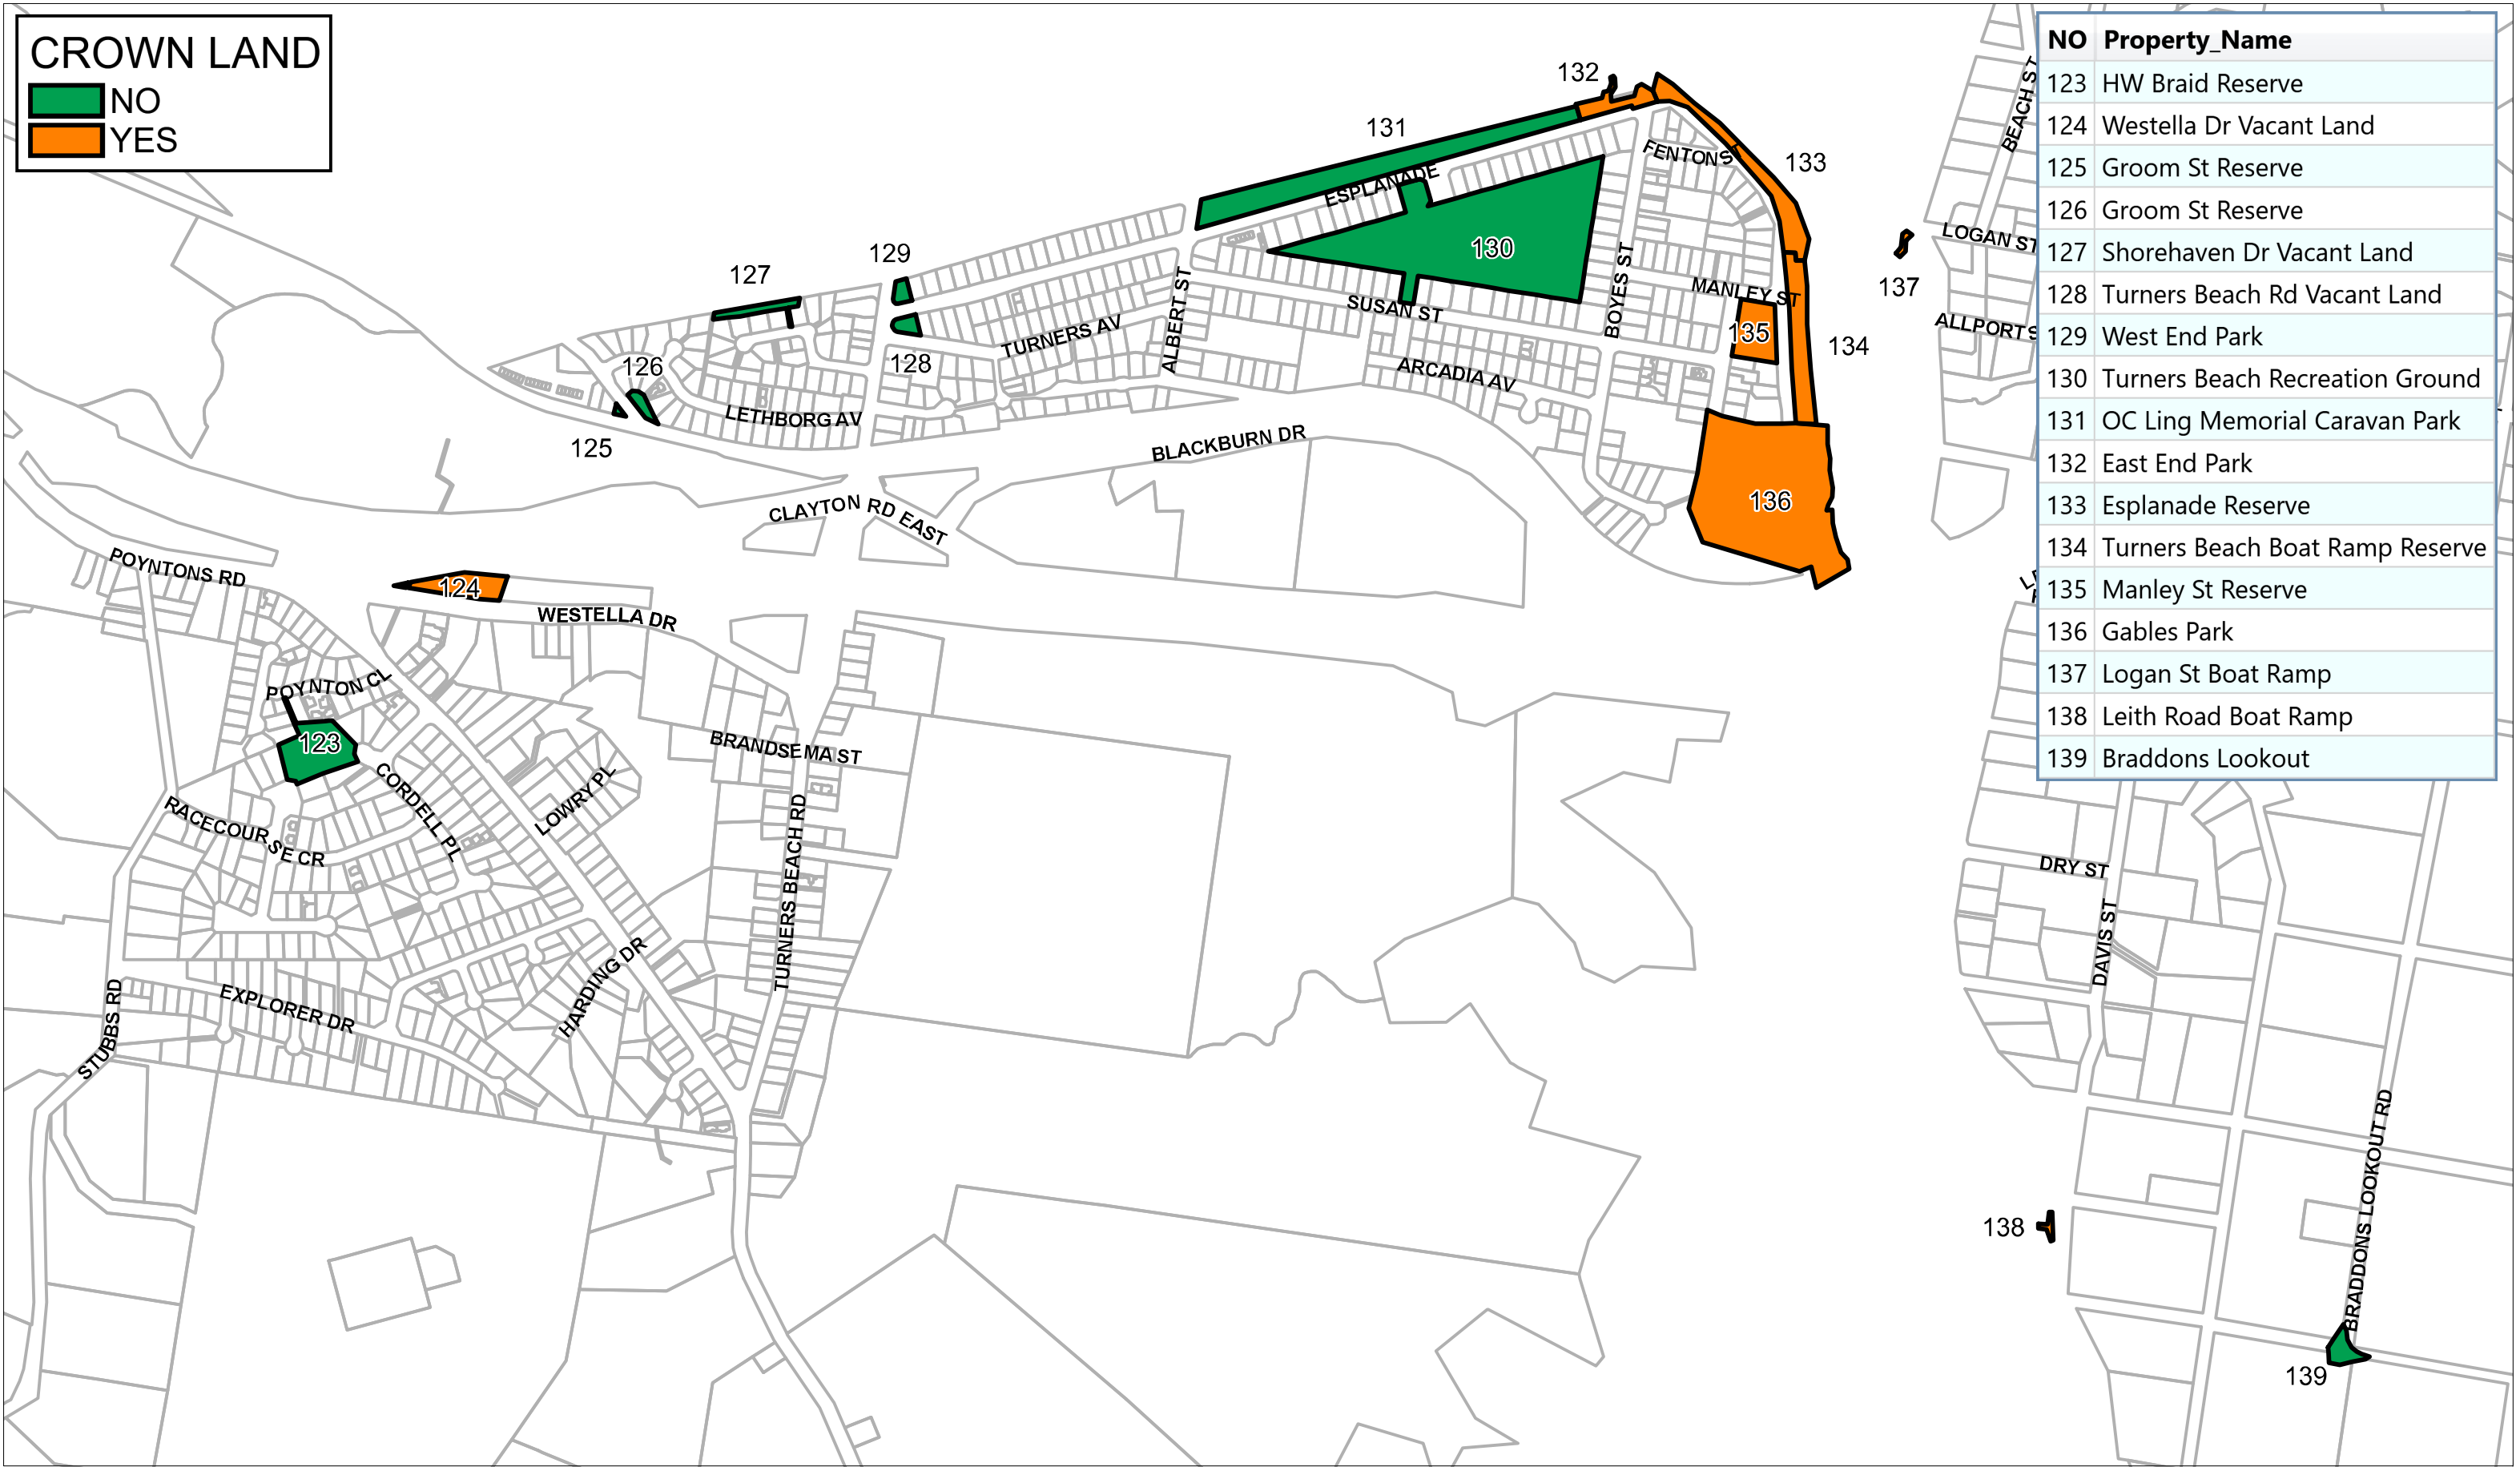 CROWN LAND
NO
YES
NO Property_Name
123 HW Braid Reserve
124 Westella Dr Vacant Land
125 Groom St Reserve
126 Groom St Reserve
127 Shorehaven Dr Vacant Land
128 Turners Beach Rd Vacant Land
129 West End Park
130 Turners Beach Recreation Ground
131 OC Ling Memorial Caravan Park
132 East End Park
133 Esplanade Reserve
134 Turners Beach Boat Ramp Reserve
135 Manley St Reserve
136 Gables Park
137 Logan St Boat Ramp
138 Leith Road Boat Ramp
139 Braddons Lookout
132
131
133
BEACH ST
FENTONS
ESPLANADE
130
129
127
LOGAN ST
137
MANLEY ST
SUSAN ST
BOYES ST
ALBERT ST
TURNERS AV
135
134
ALLPORTS
128
126
ARCADIA AV
LETHBORG AV
125
BLACKBURN DR
136
CLAYTON RD EAST
POYNTONS RD
124
WESTELLA DR
POYNTON CL
123
BRANDSEMA ST
CORDELL PL
LOWRY PL
RACECOURSE CR
TURNERS BEACH RD
DRY ST
DAVIS ST
HARDING DR
EXPLORER DR
STUBBS RD
BRADDONS LOOKOUT RD
138
139